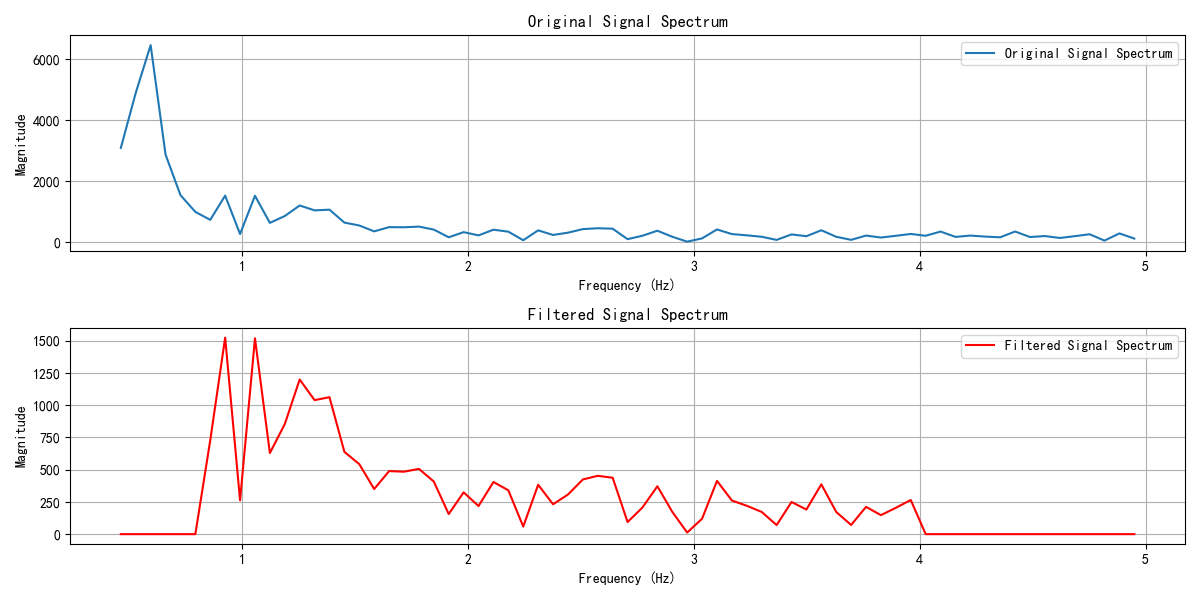 Original Signal Spectrum
Original Signal Spectrum
6000
4000
2000
0
Magnitude
1 2 3 4 5
Frequency (Hz)
Filtered Signal Spectrum
Filtered Signal Spectrum
1500
1250
1000
750
500
250
0
Magnitude
1 2 3 4 5
Frequency (Hz)